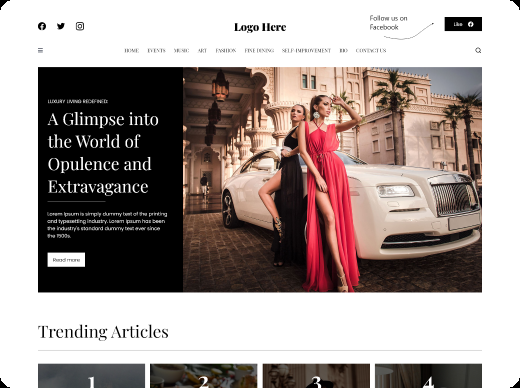 Follow us on
Facebook
Logo Here
Like
HOME EVENTS MUSIC ART FASHION FINE DINING SELF-IMPROVEMENT BIO CONTACT US
LUXURY LIVING REDEFINED:
A Glimpse into
the World of
Opulence and
Extravagance
Lorem Ipsum is simply dummy text of the printing
and typesetting industry. Lorem Ipsum has been
the industry's standard dummy text ever since
the 1500s.
Read more
Trending Articles
1 2 3 4